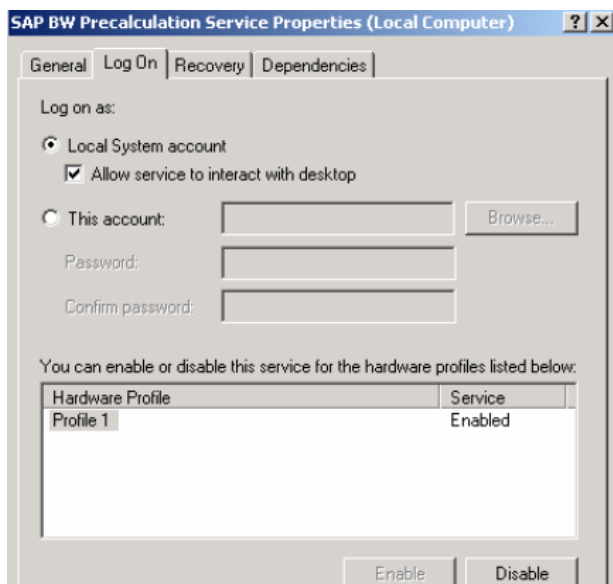 SAP BW Precalculation Service Properties (Local Computer) ? X
General Log On Recovery Dependencies
Log on as:
Local System account
Allow service to interact with desktop
This account: Browse...
Password:
Confirm password:
You can enable or disable this service for the hardware profiles listed below:
Hardware Profile Service
Profile 1 Enabled
Enable Disable